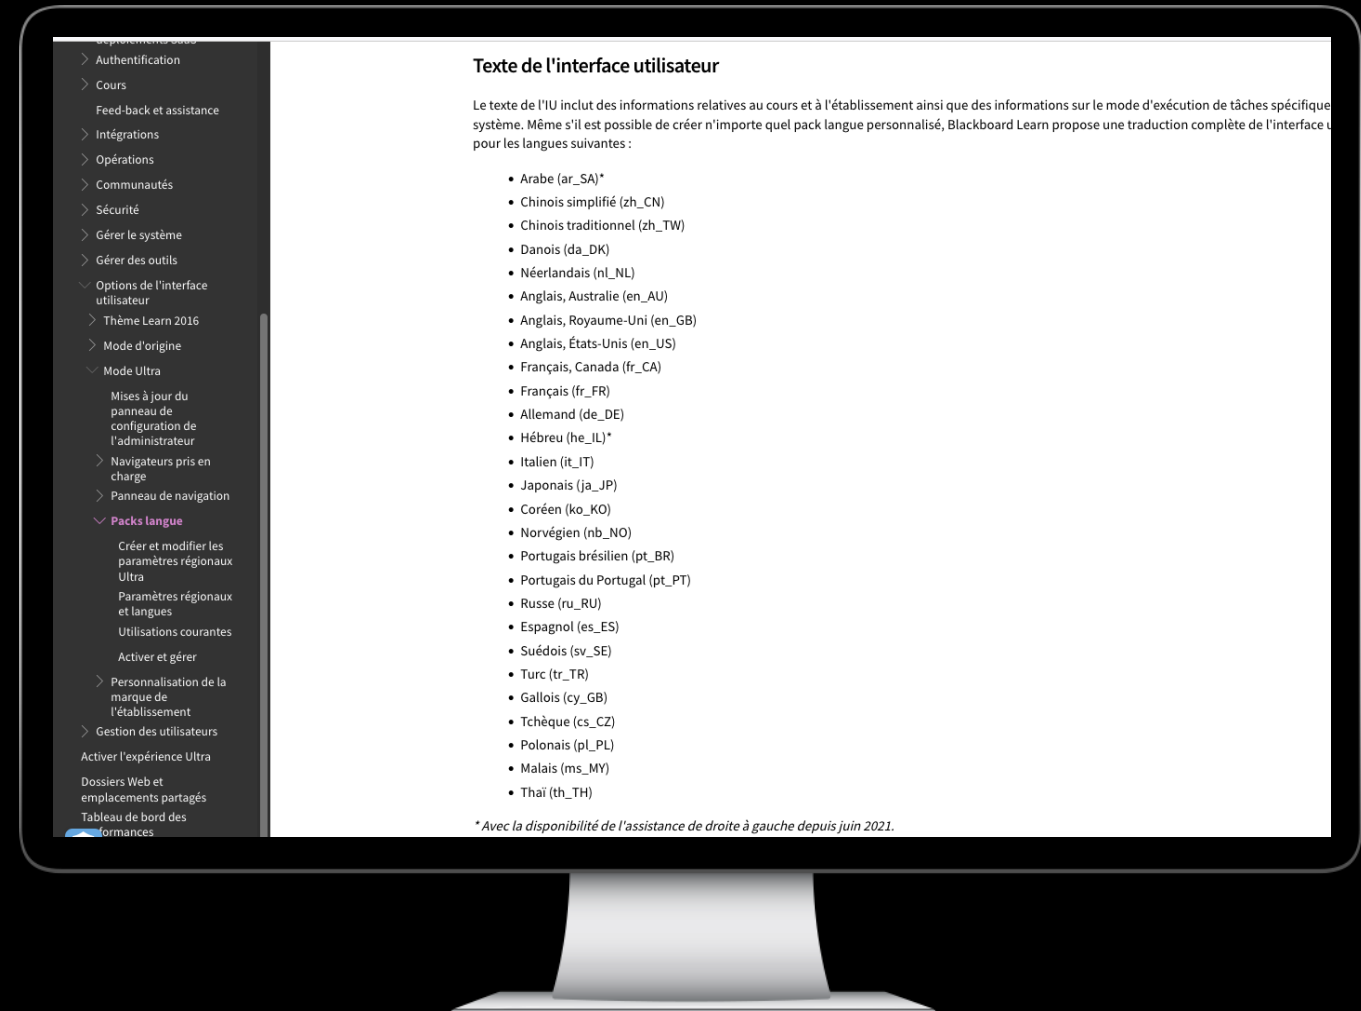 Authentification
Cours
Feed-back et assistance
Intégrations
Opérations
Communautés
Sécurité
Gérer le système
Gérer des outils
Options de l'interface
utilisateur
Thème Learn 2016
Mode d'origine
Mode Ultra
Mises à jour du
panneau de
configuration de
l'administrateur
Navigateurs pris en
charge
Panneau de navigation
Packs langue
Créer et modifier les
paramètres régionaux
Ultra
Paramètres régionaux
et langues
Utilisations courantes
Activer et gérer
Personnalisation de la
marque de
l'établissement
Gestion des utilisateurs
Activer l'expérience Ultra
Dossiers Web et
emplacements partagés
Tableau de bord des
Texte de l'interface utilisateur
Le texte de l'IU inclut des informations relatives au cours et à l'établissement ainsi que des informations sur le mode d'exécution de tâches spécifique
système. Même s'il est possible de créer n'importe quel pack langue personnalisé, Blackboard Learn propose une traduction complète de l'interface
pour les langues suivantes :
• Arabe (ar_SA)*
• Chinois simplifié (zh_CN)
• Chinois traditionnel (zh_TW)
• Danois (da_DK)
• Néerlandais (nl_NL)
• Anglais, Australie (en_AU)
• Anglais, Royaume-Uni (en_GB)
• Anglais, États-Unis (en_US)
• Français, Canada (fr_CA)
• Français (fr_FR)
• Allemand (de_DE)
• Hébreu (he_IL)*
• Italien (it_IT)
• Japonais (ja_JP)
• Coréen (ko_KO)
• Norvégien (nb_NO)
• Portugais brésilien (pt_BR)
• Portugais du Portugal (pt_PT)
• Russe (ru_RU)
• Espagnol (es_ES)
• Suédois (sv_SE)
• Turc (tr_TR)
• Gallois (cy_GB)
• Tchèque (cs_CZ)
• Polonais (pl_PL)
• Malais (ms_MY)
• Thaï (th_TH)
* Avec la disponibilité de l'assistance de droite à gauche depuis juin 2021.